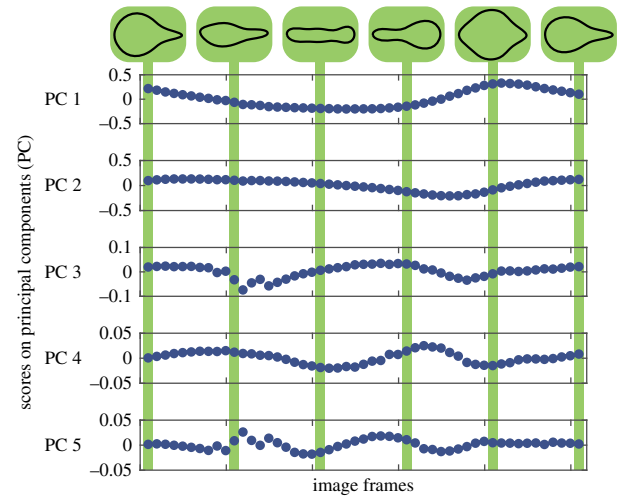 scores on principal components (PC)
PC 1
0.5
0
–0.5
PC 2
0.5
0
–0.5
PC 3
0.1
0
–0.1
PC 4
0.05
0
–0.05
PC 5
0.05
0
–0.05
image frames